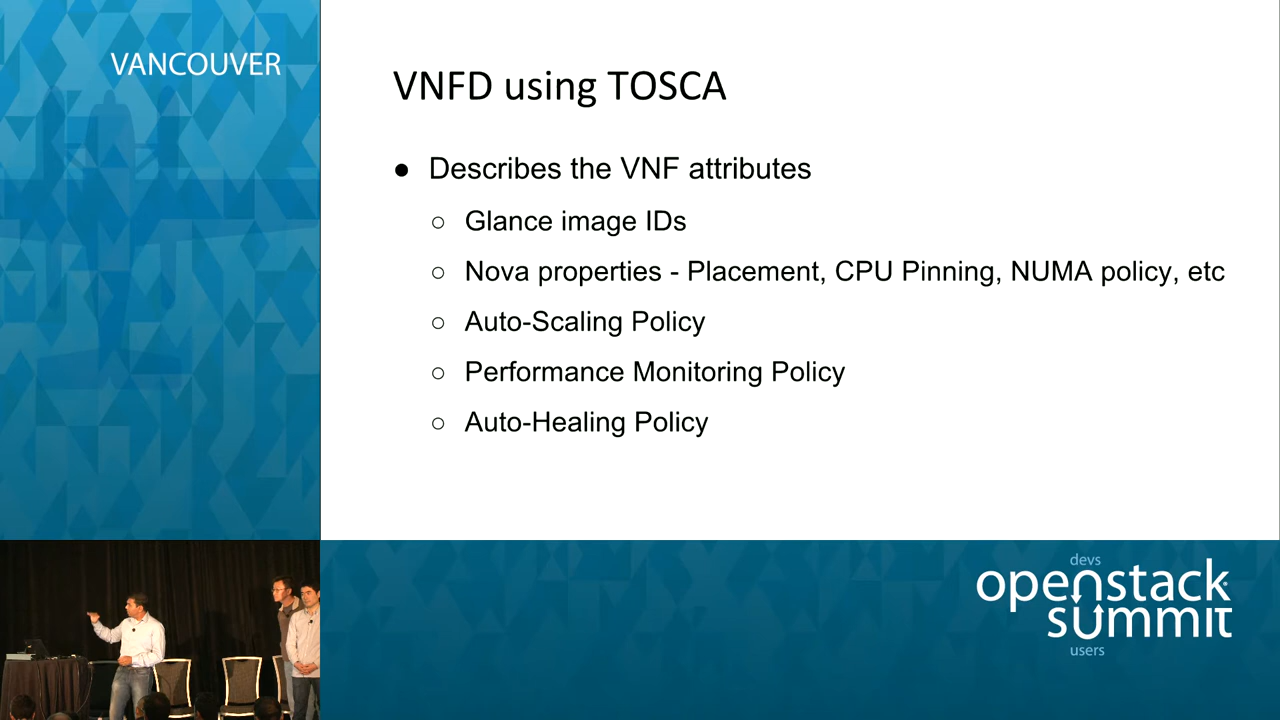 VANCOUVER
VNFD using TOSCA
● Describes the VNF attributes
○ Glance image IDs
○ Nova properties - Placement, CPU Pinning, NUMA policy, etc
○ Auto-Scaling Policy
○ Performance Monitoring Policy
○ Auto-Healing Policy
devs
openstack
summit
users